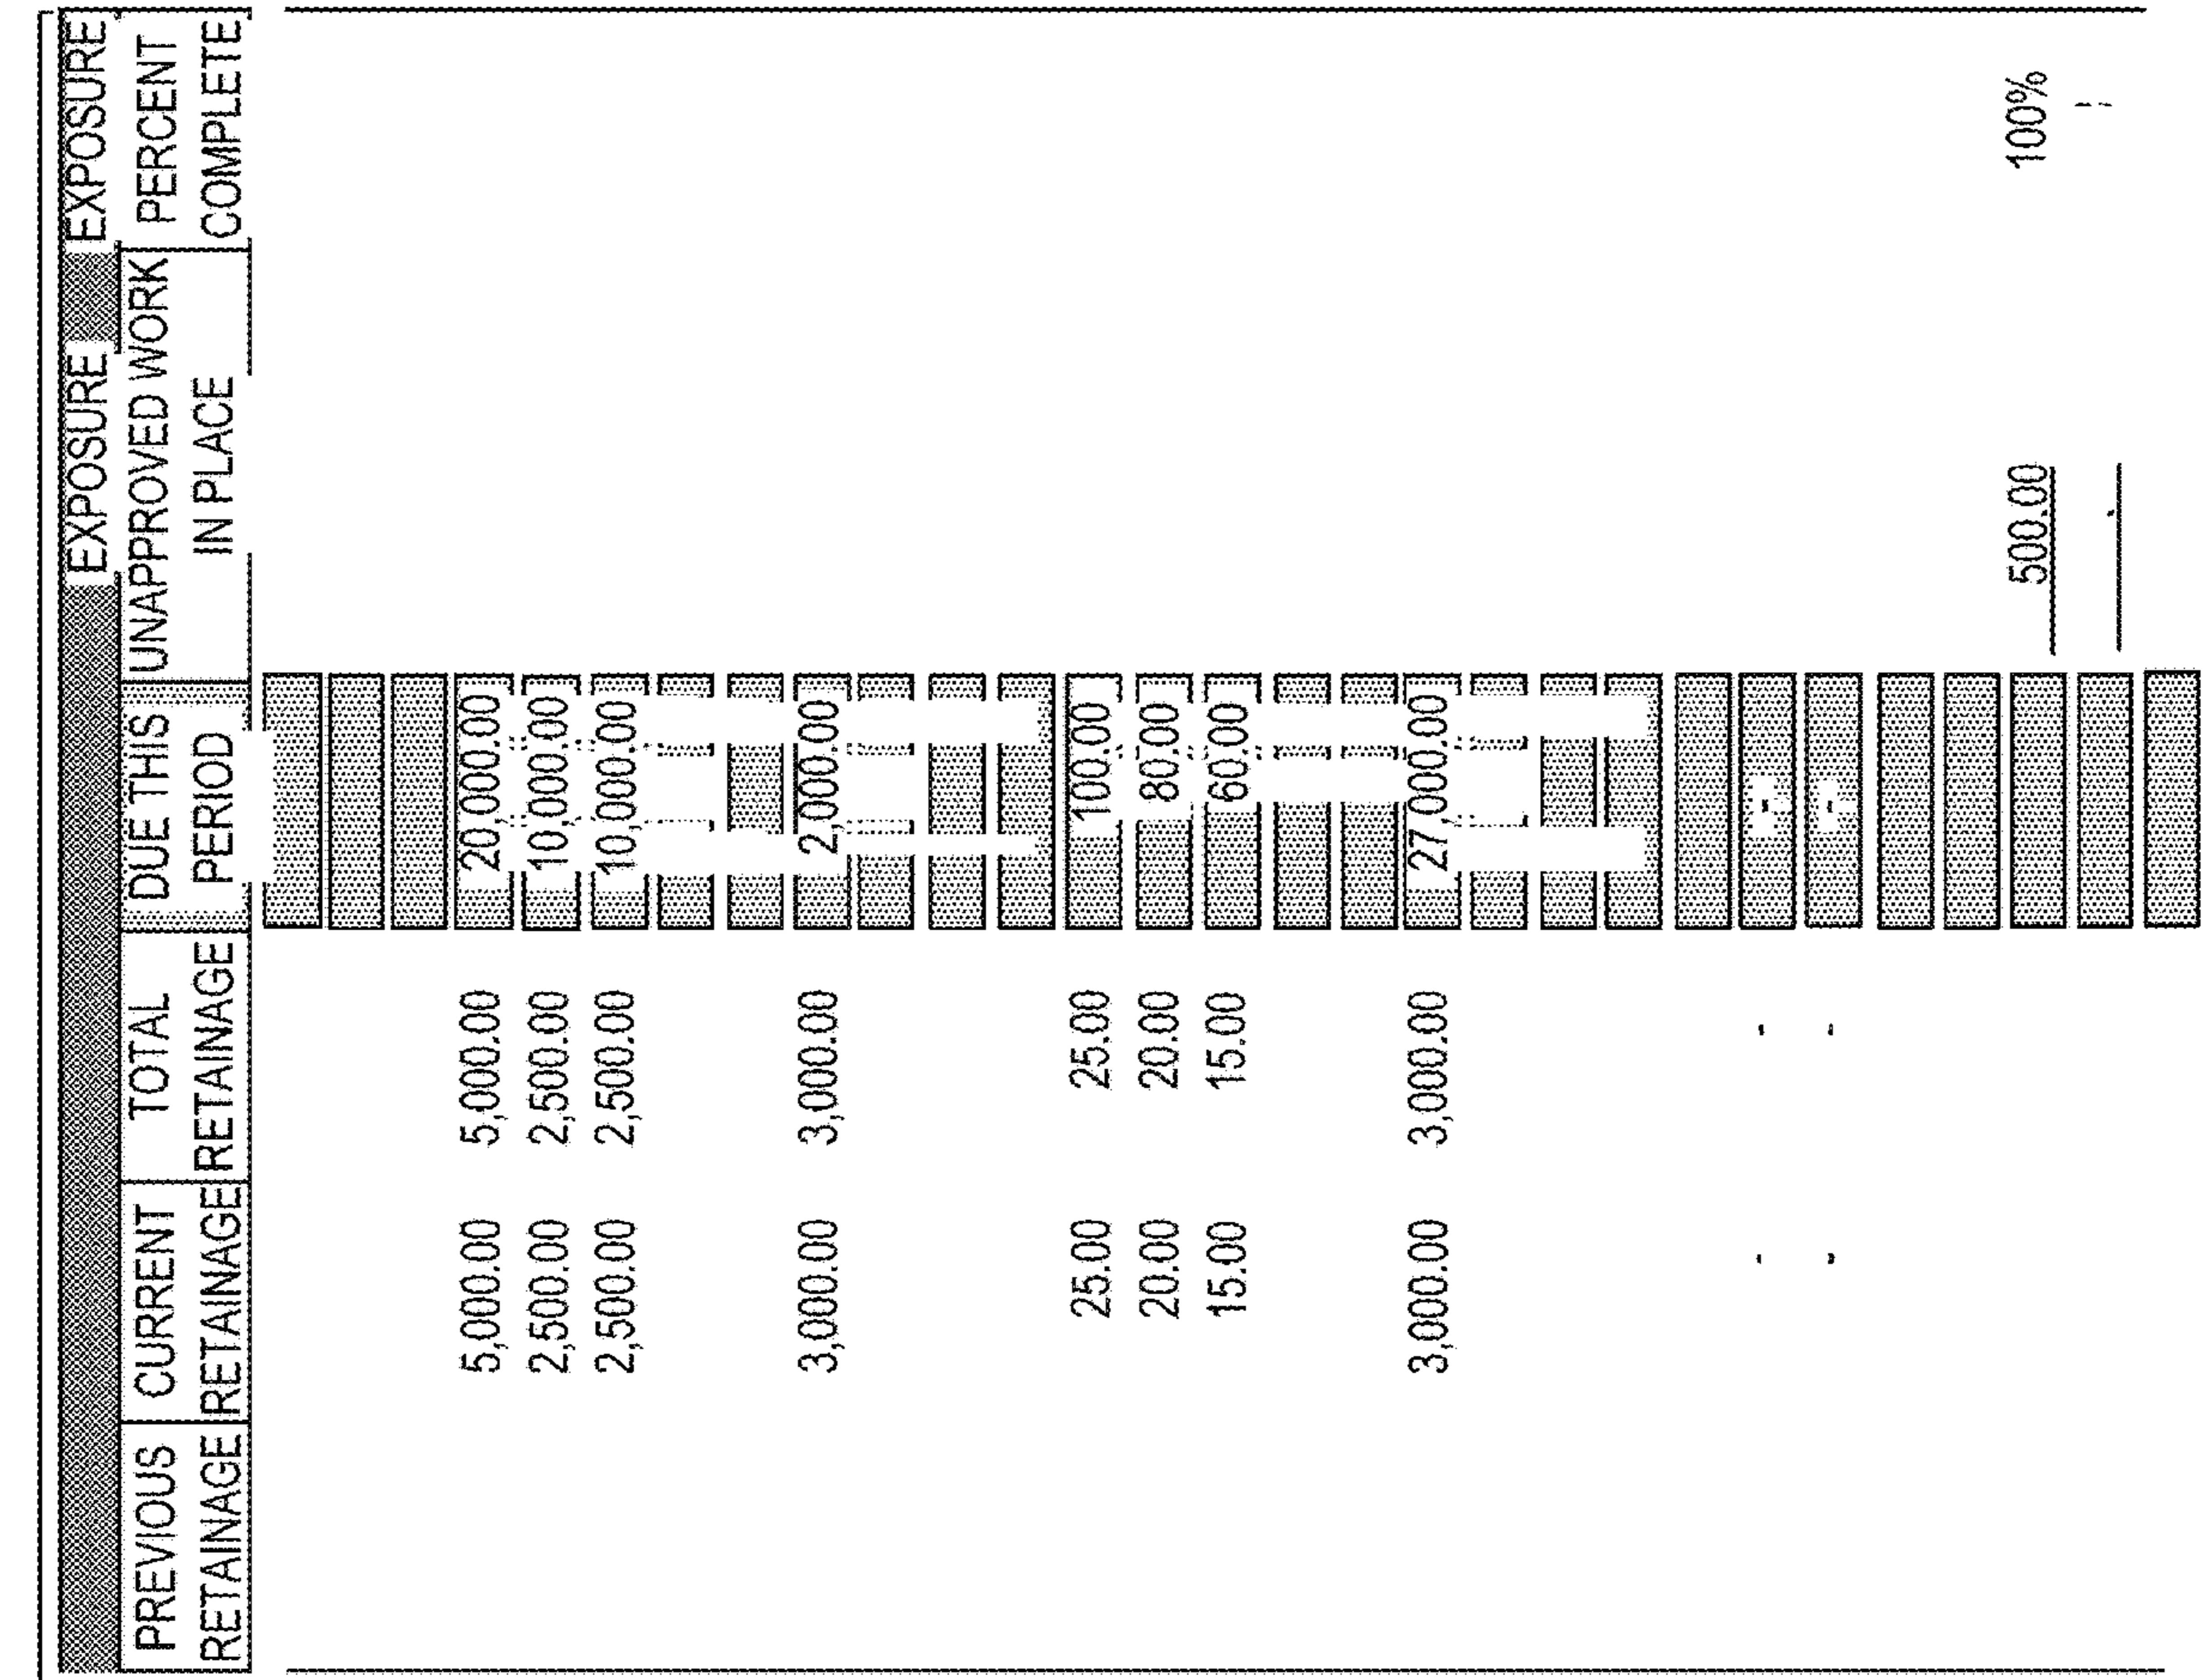 EXPOSURE EXPOSURE
PREVIOUS CURRENT TOTAL DUE THIS UNAPPROVED WORK PERCENT
RETAINAGE RETAINAGE RETAINAGE PERIOD IN PLACE COMPLETE
5,000.00 5,000.00 20,000.00
2,500.00 2,500.00 10,000.00
2,500.00 2,500.00 10,000.00
3,000.00 3,000.00 2,000.00
25.00 25.00 100.00
20.00 20.00 80.00
15.00 15.00 60.00
3,000.00 3,000.00 27,000.00
- - -
- - -
500.00 100%